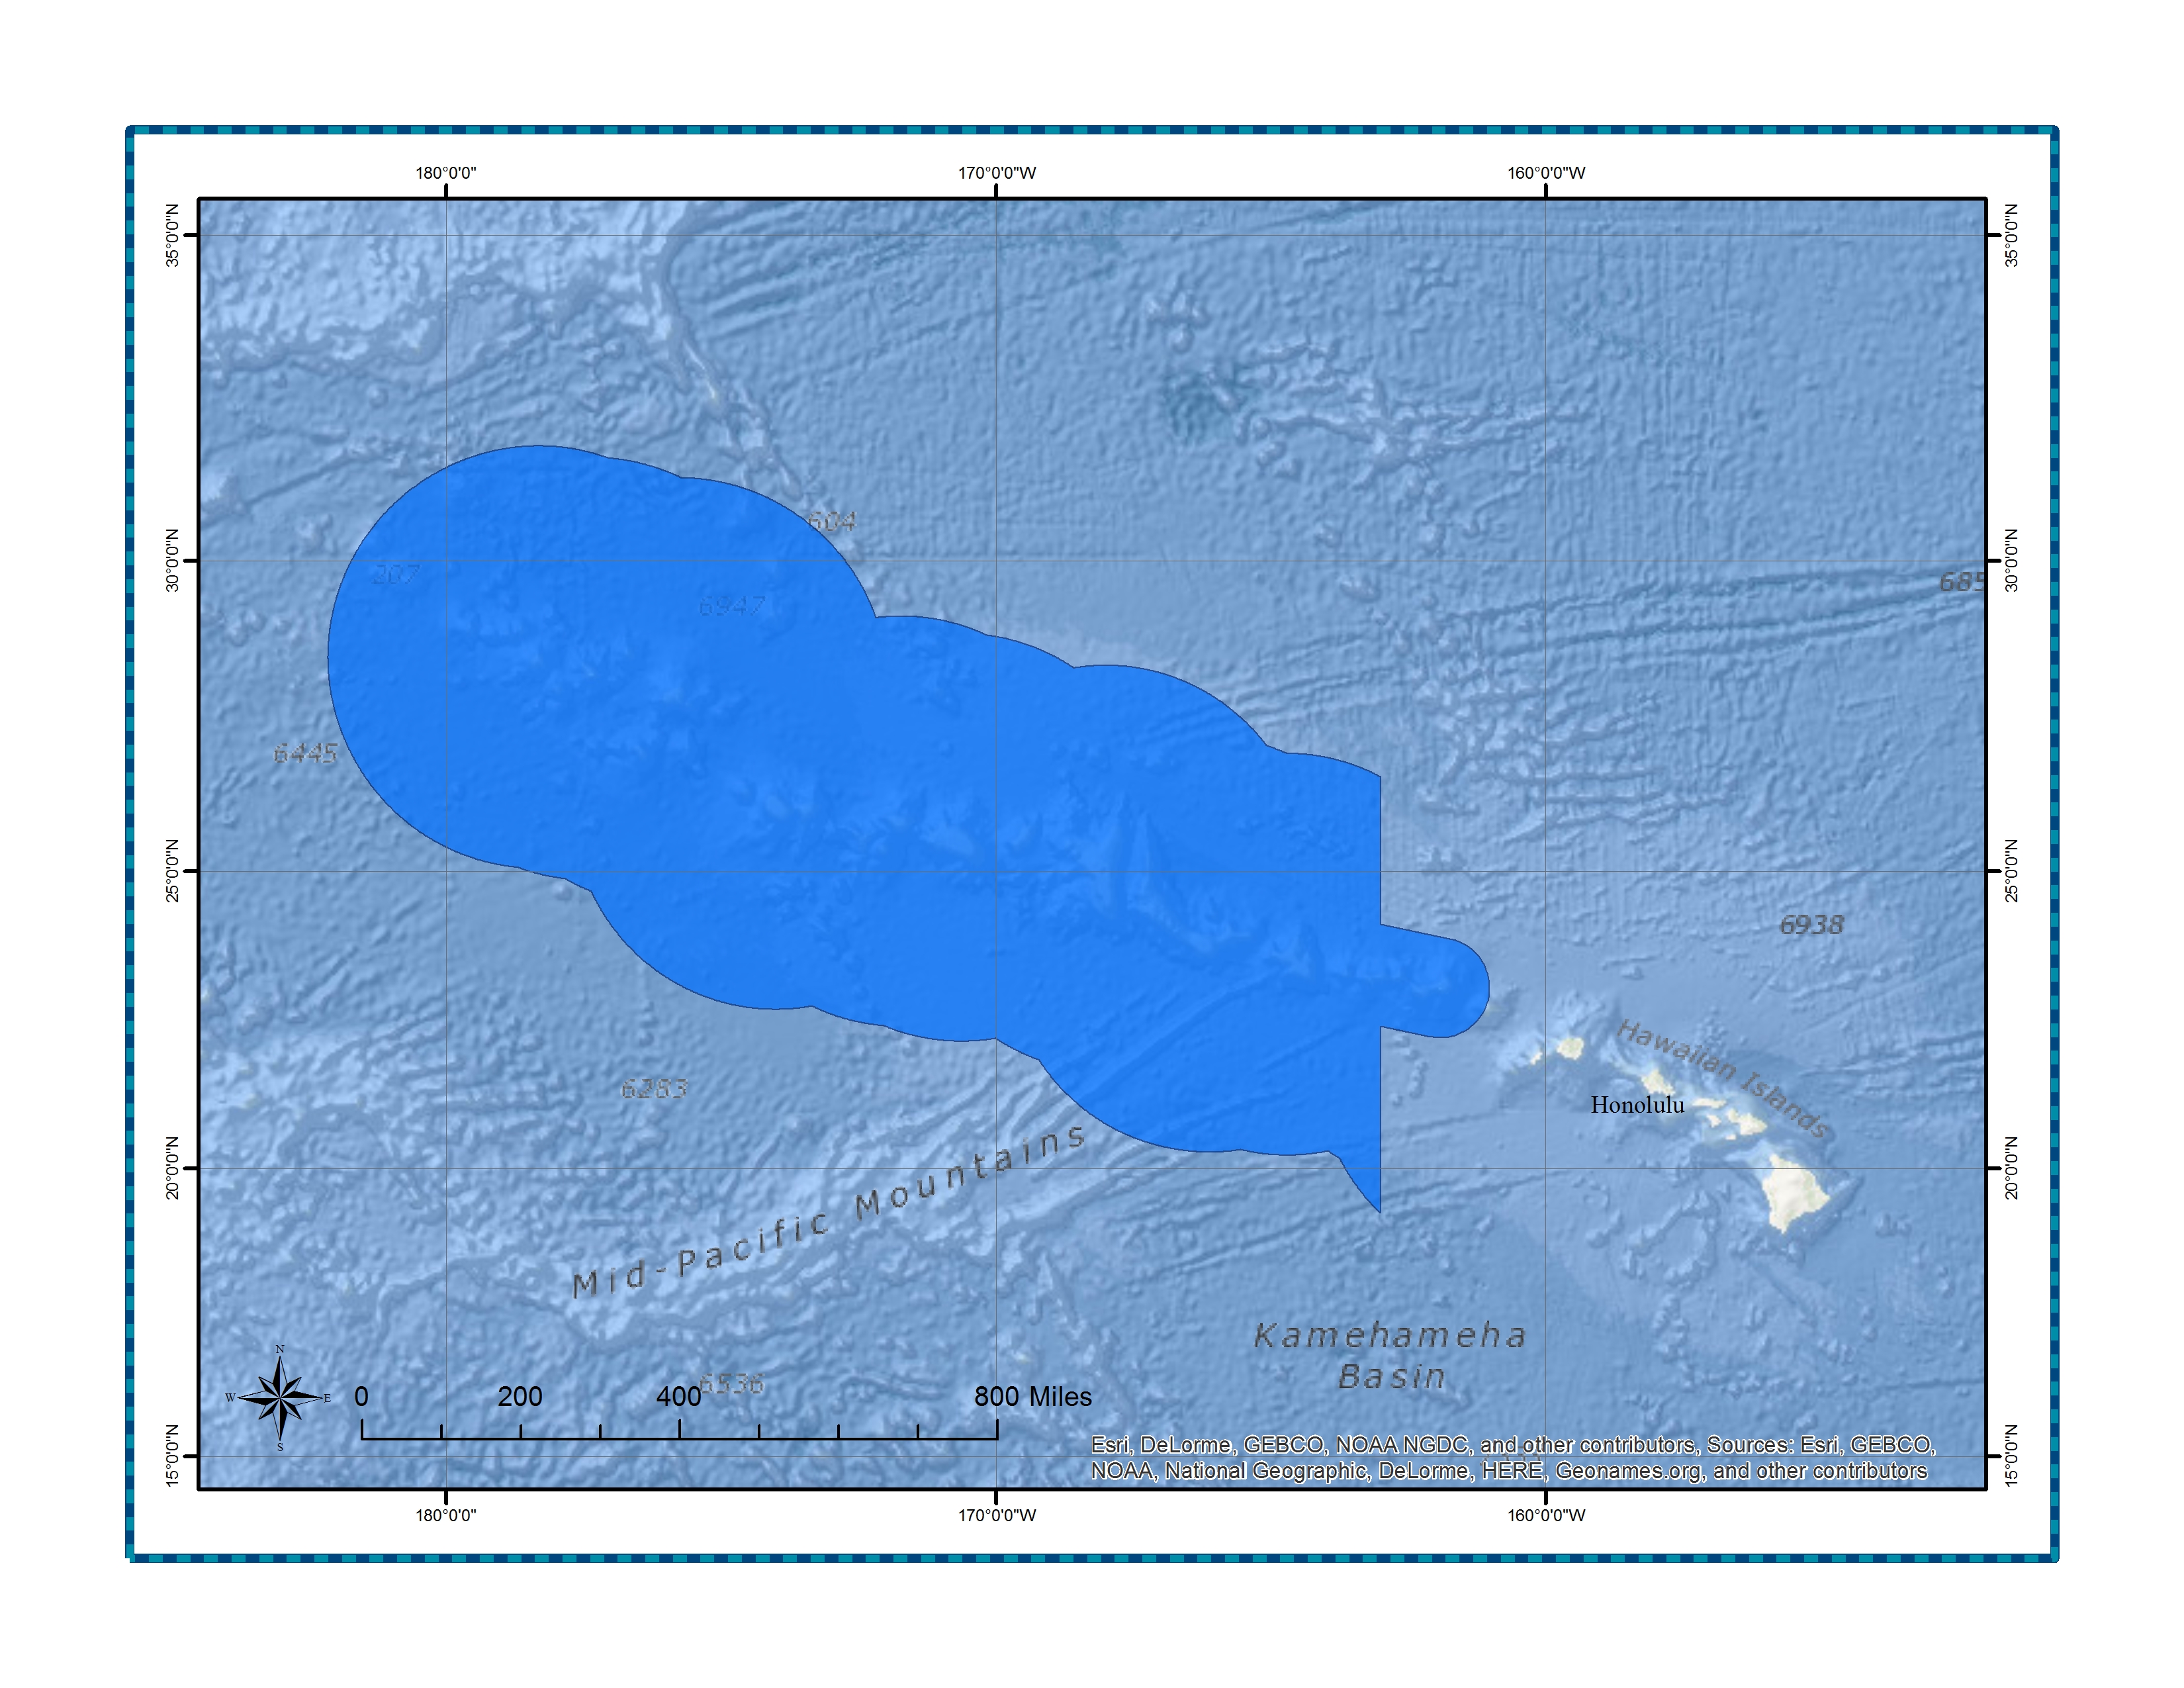 180°0'0"
170°0'0"W
160°0'0"W
35°0'0"N
35°0'0"N
604
30°0'0"N
307
6947
685
30°0'0"N
6445
25°0'0"N
6938
25°0'0"N
Hawaiian Islands
Honolulu
6283
20°0'0"N
Mid-Pacific Mountains
20°0'0"N
Kamehameha
Basin
N
W
E
S
0
200
400
800 Miles
6536
15°0'0"N
15°0'0"N
Esri, DeLorme, GEBCO, NOAA NGDC, and other contributors, Sources: Esri, GEBCO,
NOAA, National Geographic, DeLorme, HERE, Geonames.org, and other contributors
180°0'0"
170°0'0"W
160°0'0"W